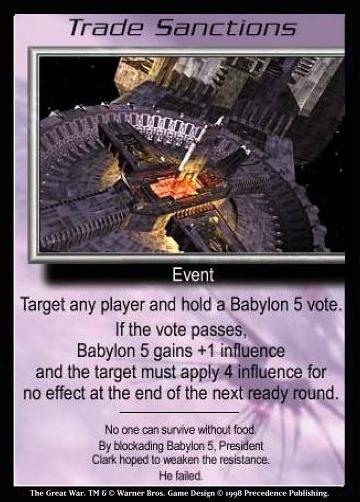 Trade Sanctions
Event
Target any player and hold a Babylon 5 vote.
If the vote passes,
Babylon 5 gains +1 influence
and the target must apply 4 influence for
no effect at the end of the next ready round.
No one can survive without food.
By blockading Babylon 5, President
Clark hoped to weaken the resistance.
He failed.
The Great War. TM & © Warner Bros. Game Design © 1998 Precedence Publishing.